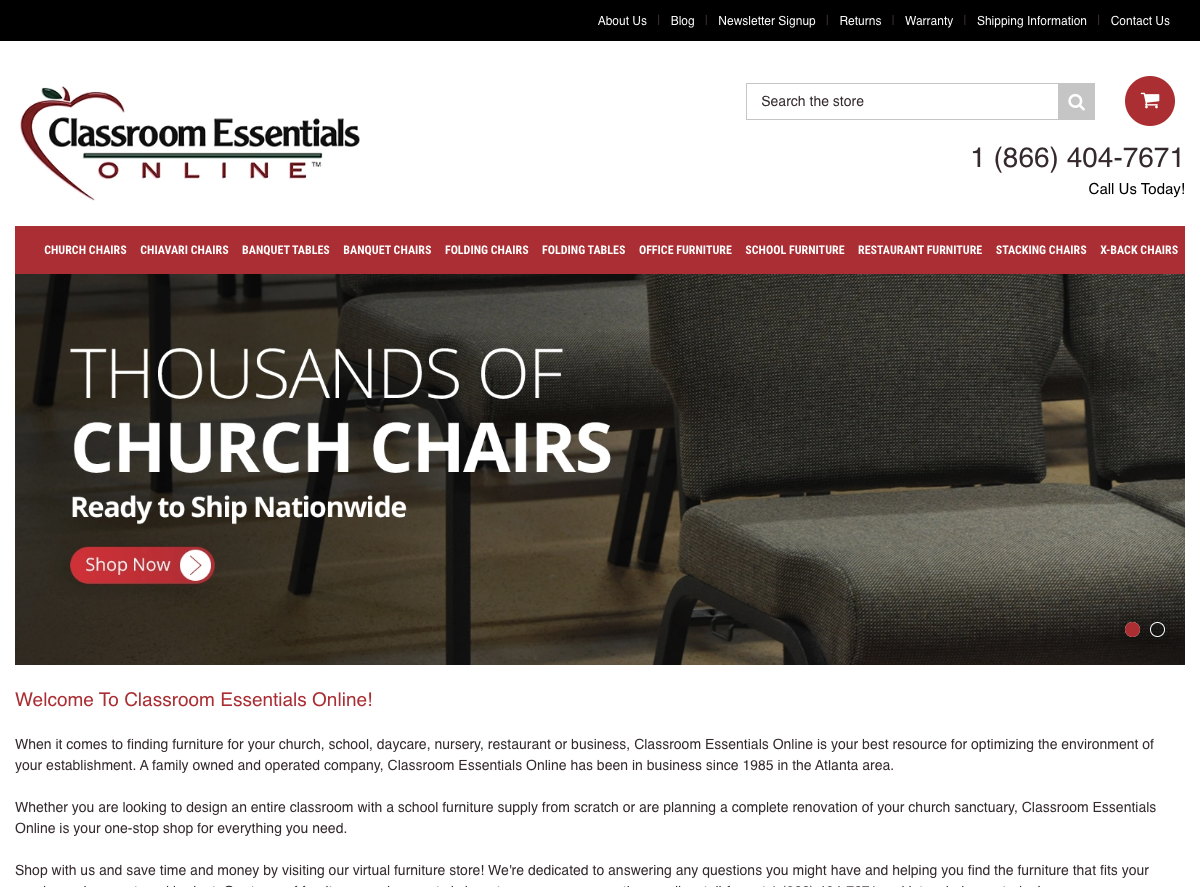 About Us
Blog
Newsletter Signup
Returns
Warranty
Shipping Information
Contact Us
Classroom Essentials
ONLINE™
Search the store
1 (866) 404-7671
Call Us Today!
CHURCH CHAIRS
CHIAVARI CHAIRS
BANQUET TABLES
BANQUET CHAIRS
FOLDING CHAIRS
FOLDING TABLES
OFFICE FURNITURE
SCHOOL FURNITURE
RESTAURANT FURNITURE
STACKING CHAIRS
X-BACK CHAIRS
THOUSANDS OF
CHURCH CHAIRS
Ready to Ship Nationwide
Shop Now
Welcome To Classroom Essentials Online!
When it comes to finding furniture for your church, school, daycare, nursery, restaurant or business, Classroom Essentials Online is your best resource for optimizing the environment of
your establishment. A family owned and operated company, Classroom Essentials Online has been in business since 1985 in the Atlanta area.
Whether you are looking to design an entire classroom with a school furniture supply from scratch or are planning a complete renovation of your church sanctuary, Classroom Essentials
Online is your one-stop shop for everything you need.
Shop with us and save time and money by visiting our virtual furniture store! We're dedicated to answering any questions you might have and helping you find the furniture that fits your